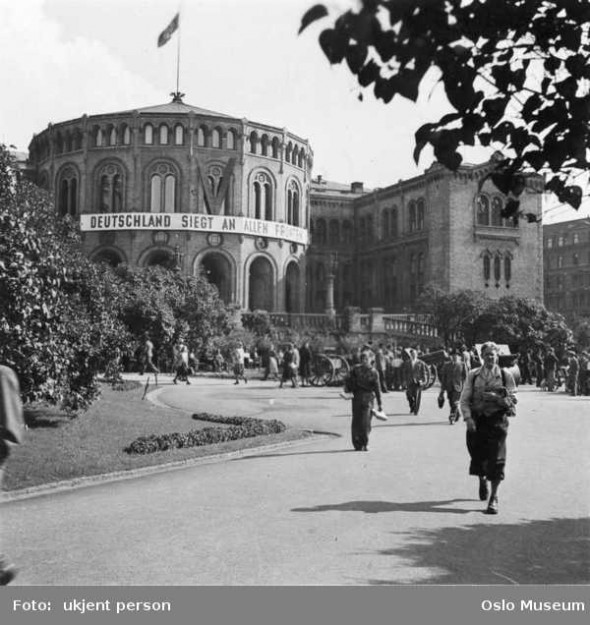 DEUTSCHLAND SIEGT AN ALLEN FRONTEN
Foto: ukjent person
Oslo Museum